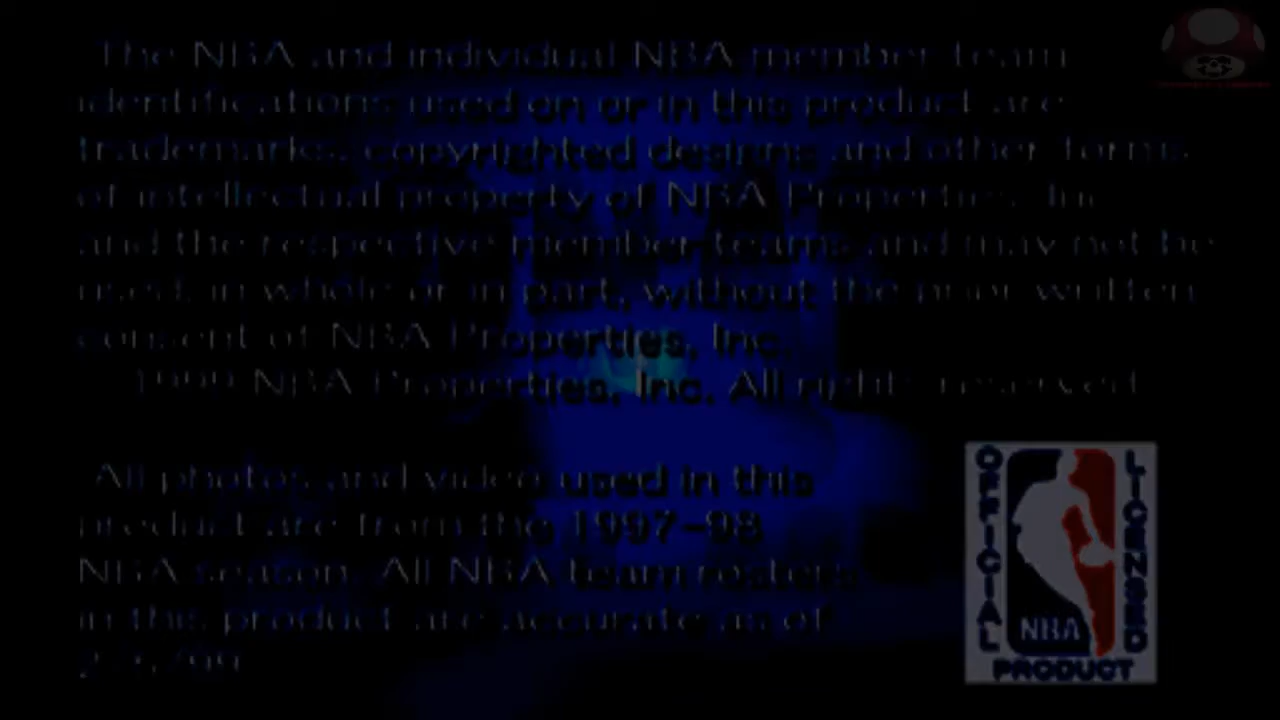 The NBA and individual NBA member team
identifications used on or in this product are
trademarks, copyrighted designs and other forms
of intellectual property of NBA Properties, Inc.
and the respective member teams and may not be
used, in whole or in part, without the prior written
consent of NBA Properties, Inc.
1999 NBA Properties, Inc. All rights reserved.
All photos and video used in this
product are from the 1997-98
NBA season. All NBA team rosters
in this product are accurate as of
OFFICIAL
LICENSED
NBA
PRODUCT